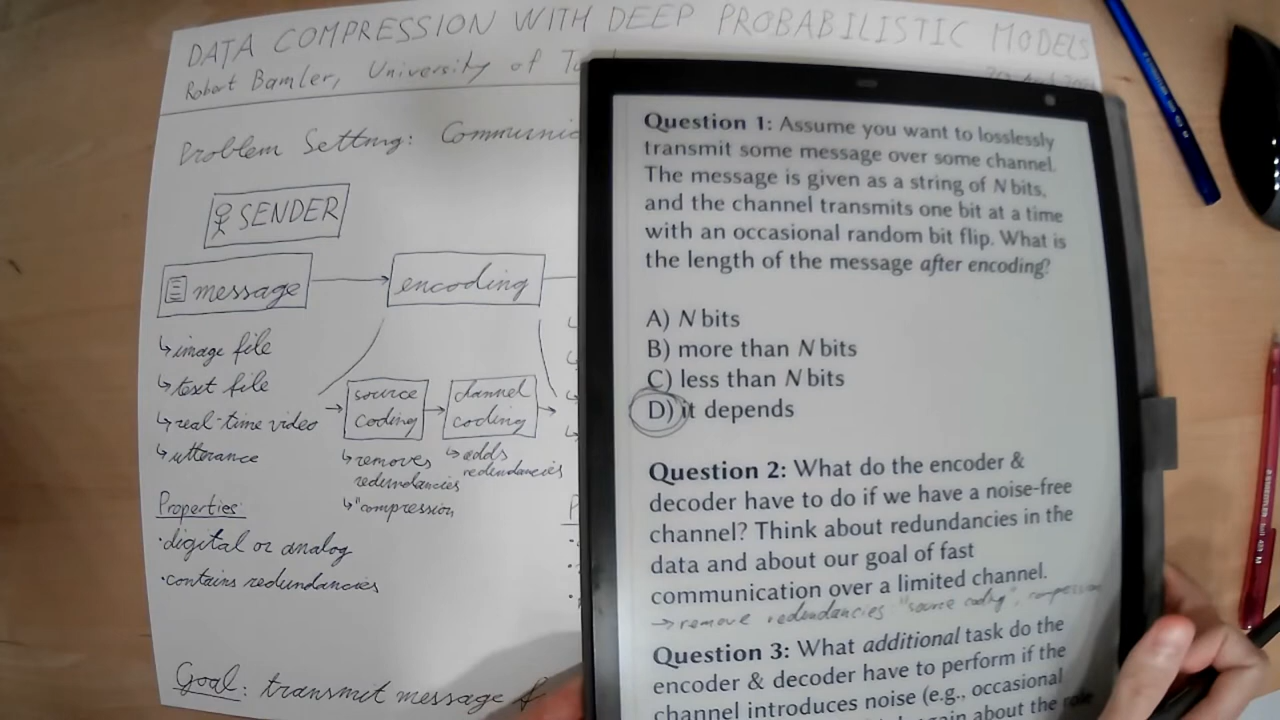 DATA COMPRESSION WITH DEEP PROBABILISTIC MODELS
Robert Bamler, University of
Problem Setting:
SENDER
message
encoding
↳image file
↳text file
↳real-time video
↳utterance
source
coding
channel
coding
↳removes
redundancies
↳"compression
↳adds
redundancies
Properties:
·digital or analog
·contains redundancies
Goal: transmit message
Question 1: Assume you want to losslessly
transmit some message over some channel.
The message is given as a string of N bits,
and the channel transmits one bit at a time
with an occasional random bit flip. What is
the length of the message after encoding?
A) N bits
B) more than N bits
C) less than N bits
D) it depends
Question 2: What do the encoder &
decoder have to do if we have a noise-free
channel? Think about redundancies in the
data and about our goal of fast
communication over a limited channel.
→remove redundancies "source coding", compression
Question 3: What additional task do the
encoder & decoder have to perform if the
channel introduces noise (e.g., occasional
again about the